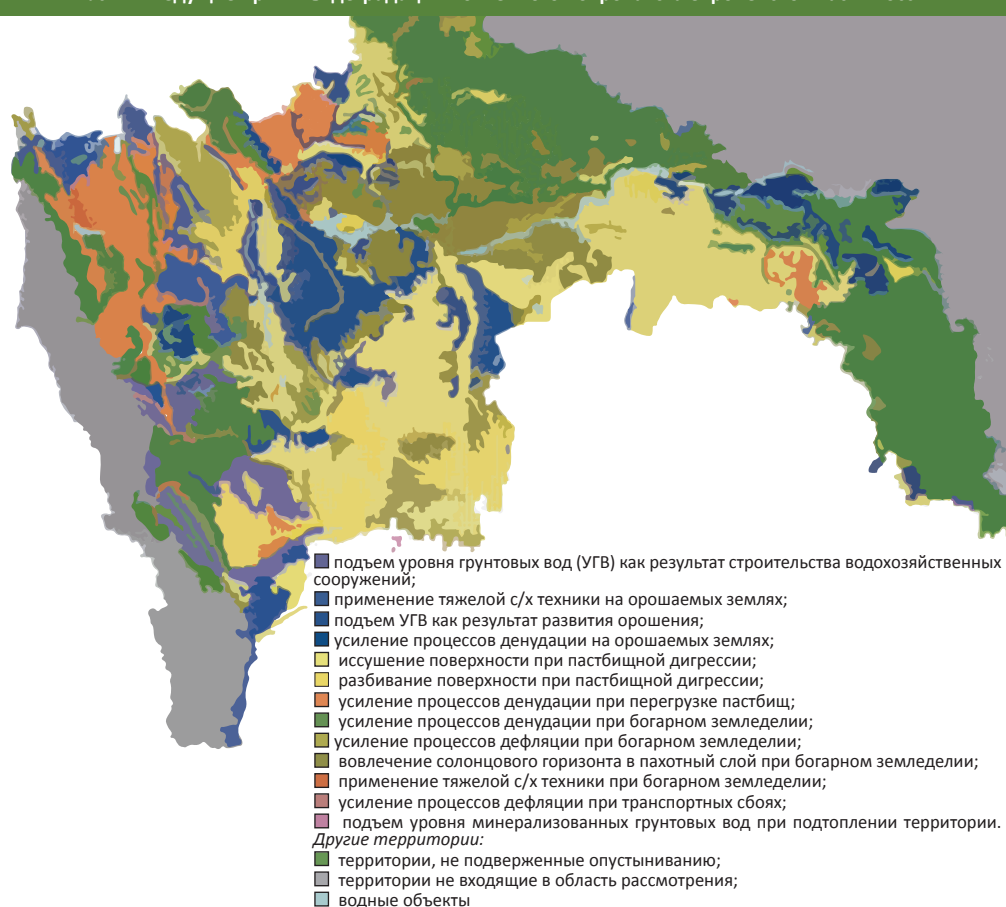 подъем уровня грунтовых вод (УГВ) как результат строительства водохозяйственных
сооружений;
применение тяжелой с/х техники на орошаемых землях;
подъем УГВ как результат развития орошения;
усиление процессов денудации на орошаемых землях;
иссушение поверхности при пастбищной дигрессии;
разбивание поверхности при пастбищной дигрессии;
усиление процессов денудации при перегрузке пастбищ;
усиление процессов денудации при богарном земледелии;
усиление процессов дефляции при богарном земледелии;
вовлечение солонцового горизонта в пахотный слой при богарном земледелии;
применение тяжелой с/х техники при богарном земледелии;
усиление процессов дефляции при транспортных сбоях;
подъем уровня минерализованных грунтовых вод при подтоплении территории.
Другие территории:
территории, не подверженные опустыниванию;
территории не входящие в область рассмотрения;
водные объекты